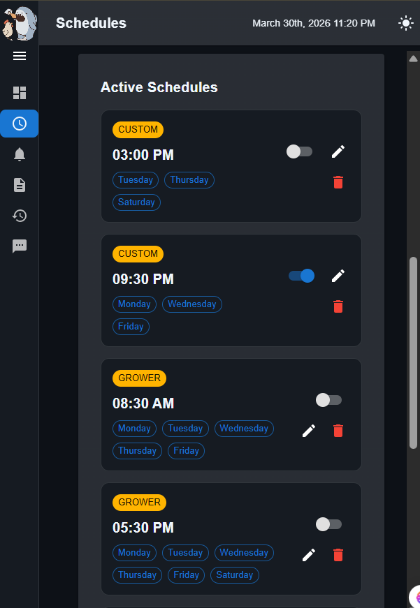 Schedules March 30th, 2026 11:20 PM
Active Schedules
CUSTOM
03:00 PM
Tuesday Thursday
Saturday
CUSTOM
09:30 PM
Monday Wednesday
Friday
GROWER
08:30 AM
Monday Tuesday Wednesday
Thursday Friday
GROWER
05:30 PM
Monday Tuesday Wednesday
Thursday Friday Saturday